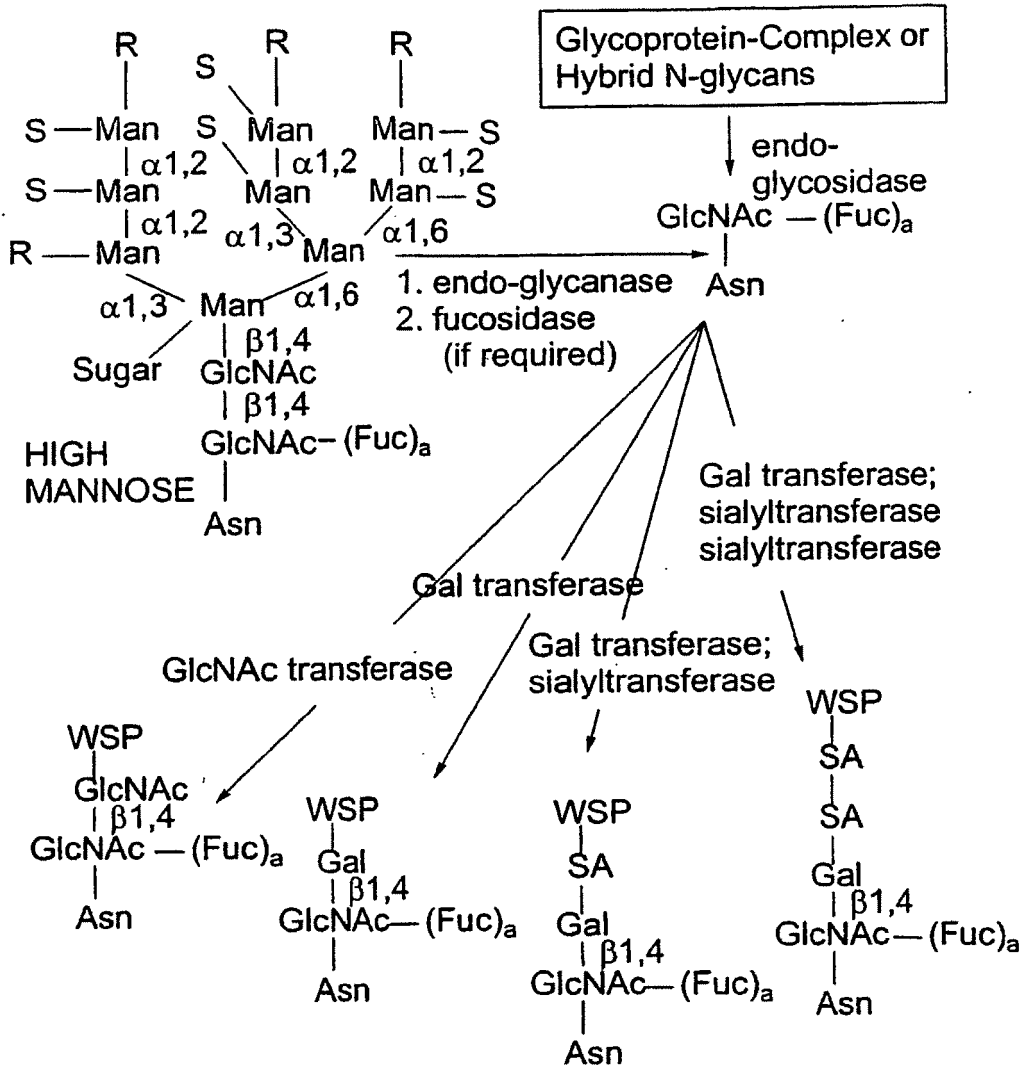 R
R
R
Glycoprotein-Complex or
Hybrid N-glycans
S
S—Man
S
Man
Man—S
α1,2
α1,2
α1,2
endo-
glycosidase
S—Man
Man
Man—S
GlcNAc—(Fuc)a
α1,2
R—Man
α1,3
Man
α1,6
Asn
α1,3
Man
α1,6
1. endo-glycanase
2. fucosidase
(if required)
β1,4
Sugar
GlcNAc
β1,4
GlcNAc—(Fuc)a
HIGH
MANNOSE
Asn
Gal transferase;
sialyltransferase
sialyltransferase
Gal transferase
Gal transferase;
sialyltransferase
GlcNAc transferase
WSP
GlcNAc
β1,4
GlcNAc—(Fuc)a
Asn
WSP
Gal
β1,4
GlcNAc—(Fuc)a
Asn
WSP
SA
Gal
β1,4
GlcNAc—(Fuc)a
Asn
WSP
SA
SA
Gal
β1,4
GlcNAc—(Fuc)a
Asn